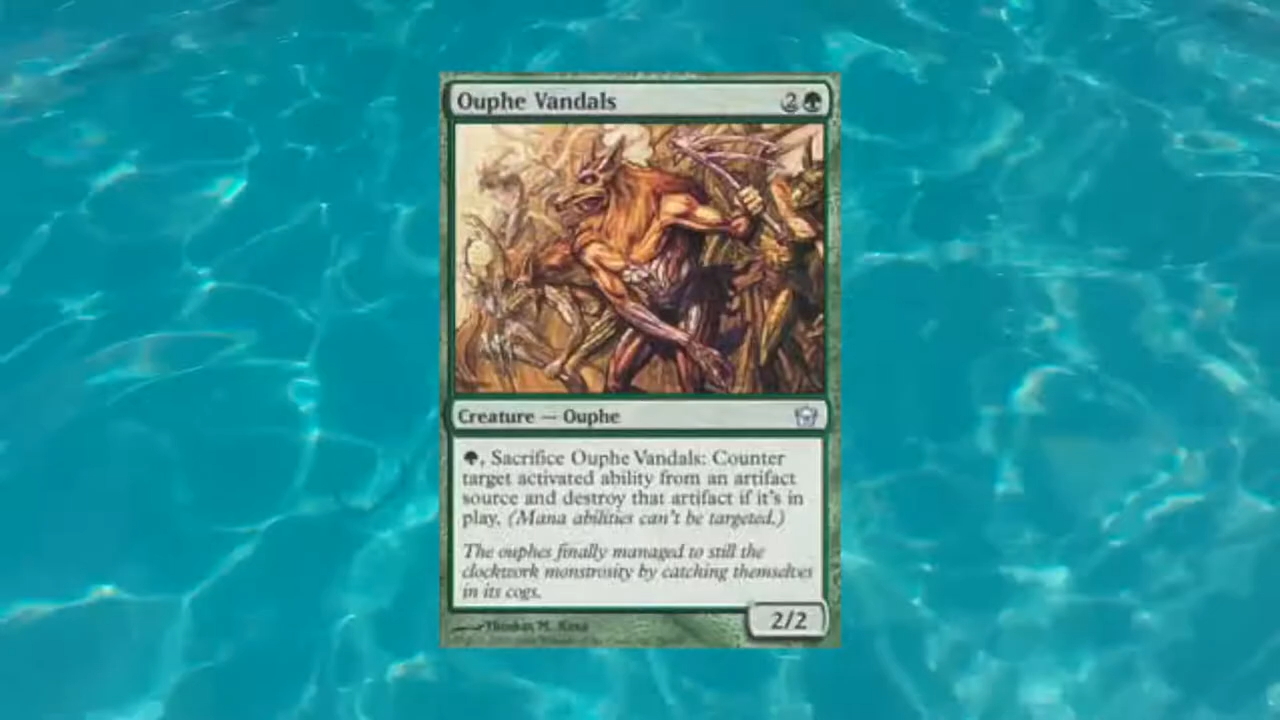 Ouphe Vandals 2
Creature — Ouphe
, Sacrifice Ouphe Vandals: Counter
target activated ability from an artifact
source and destroy that artifact if it's in
play. (Mana abilities can't be targeted.)
The ouphes finally managed to still the
clockwork monstrosity by catching themselves
in its cogs.
2/2